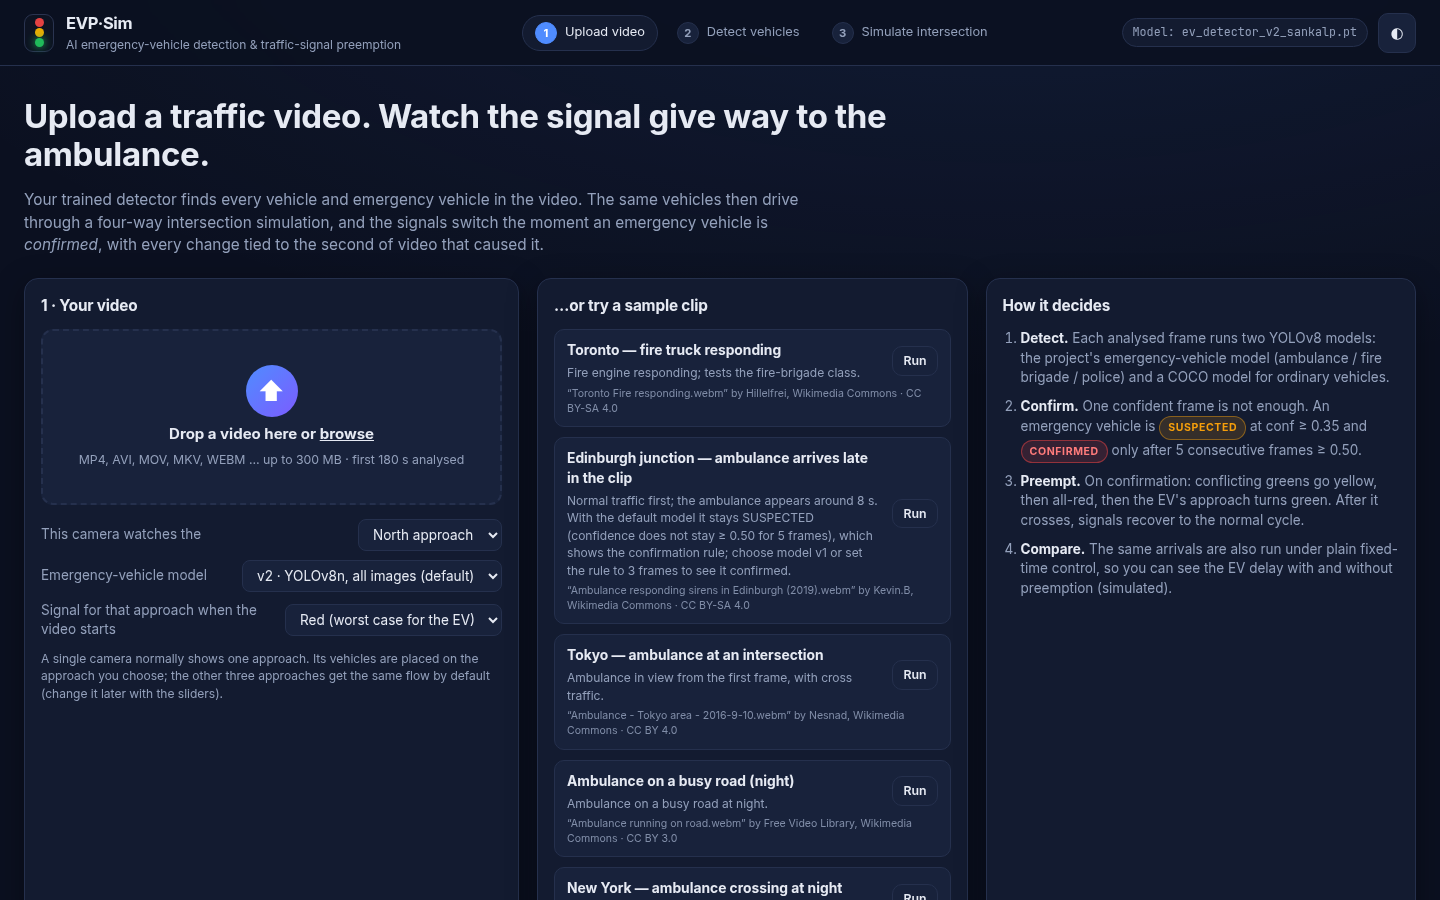 EVP·Sim
AI emergency-vehicle detection & traffic-signal preemption
1 Upload video
2 Detect vehicles
3 Simulate intersection
Model: ev_detector_v2_sankalp.pt
Upload a traffic video. Watch the signal give way to the
ambulance.
Your trained detector finds every vehicle and emergency vehicle in the video. The same vehicles then drive
through a four-way intersection simulation, and the signals switch the moment an emergency vehicle is
confirmed, with every change tied to the second of video that caused it.
1 · Your video
Drop a video here or browse
MP4, AVI, MOV, MKV, WEBM ... up to 300 MB · first 180 s analysed
This camera watches the
North approach
Emergency-vehicle model
v2 · YOLOv8n, all images (default)
Signal for that approach when the
video starts
Red (worst case for the EV)
A single camera normally shows one approach. Its vehicles are placed on the
approach you choose; the other three approaches get the same flow by default
(change it later with the sliders).
...or try a sample clip
Toronto — fire truck responding
Fire engine responding; tests the fire-brigade class.
"Toronto Fire responding.webm" by Hillelfrei, Wikimedia Commons · CC
BY-SA 4.0
Run
Edinburgh junction — ambulance arrives late
in the clip
Normal traffic first; the ambulance appears around 8 s.
With the default model it stays SUSPECTED
(confidence does not stay ≥ 0.50 for 5 frames), which
shows the confirmation rule; choose model v1 or set
the rule to 3 frames to see it confirmed.
"Ambulance responding sirens in Edinburgh (2019).webm" by Kevin.B,
Wikimedia Commons · CC BY-SA 4.0
Run
Tokyo — ambulance at an intersection
Ambulance in view from the first frame, with cross
traffic.
"Ambulance - Tokyo area - 2016-9-10.webm" by Nesnad, Wikimedia
Commons · CC BY 4.0
Run
Ambulance on a busy road (night)
Ambulance on a busy road at night.
"Ambulance running on road.webm" by Free Video Library, Wikimedia
Commons · CC BY 3.0
Run
New York — ambulance crossing at night
Run
How it decides
1. Detect. Each analysed frame runs two YOLOv8 models:
the project's emergency-vehicle model (ambulance / fire
brigade / police) and a COCO model for ordinary vehicles.
2. Confirm. One confident frame is not enough. An
emergency vehicle is SUSPECTED at conf ≥ 0.35 and
CONFIRMED only after 5 consecutive frames ≥ 0.50.
3. Preempt. On confirmation: conflicting greens go yellow,
then all-red, then the EV's approach turns green. After it
crosses, signals recover to the normal cycle.
4. Compare. The same arrivals are also run under plain fixed-
time control, so you can see the EV delay with and without
preemption (simulated).